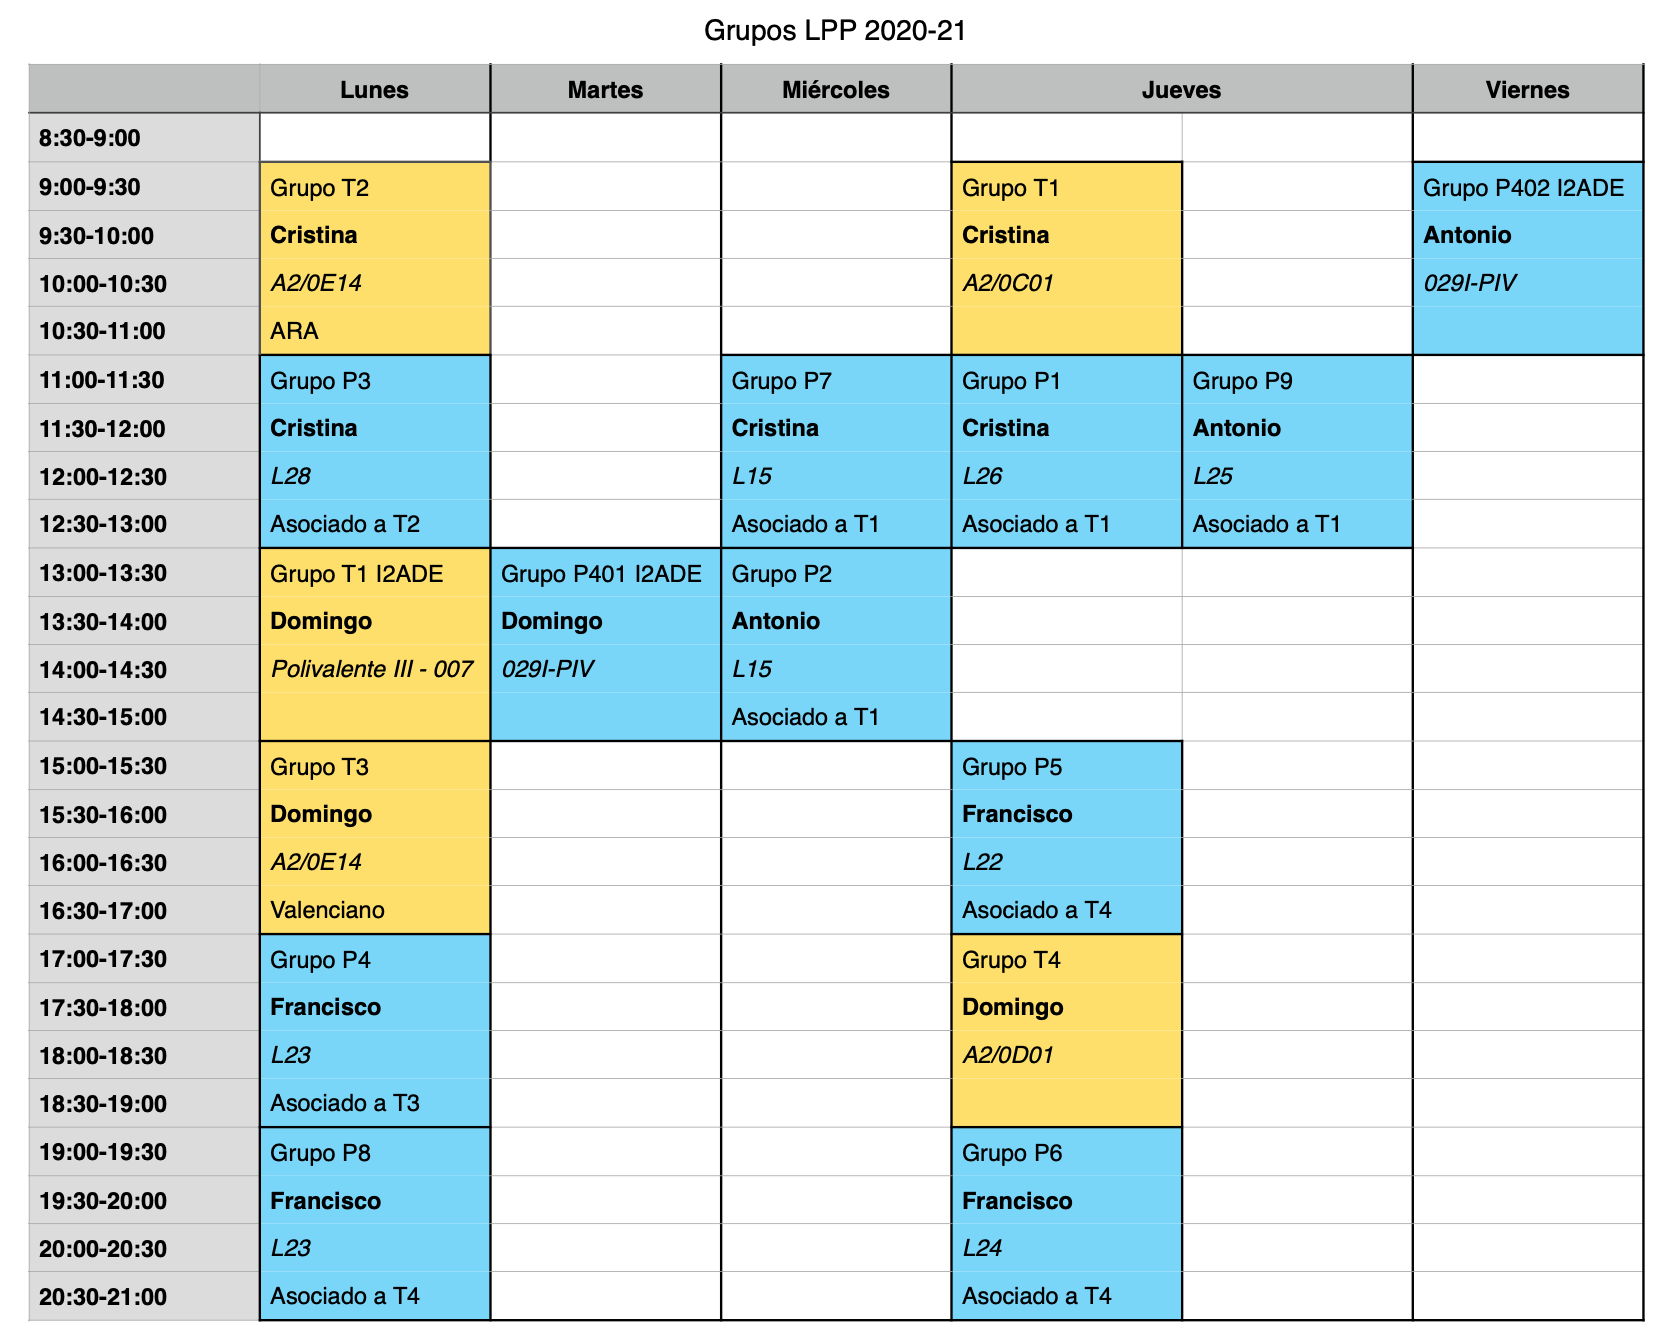 Grupos LPP 2020-21
Lunes Martes Miércoles Jueves Viernes
8:30-9:00
9:00-9:30 Grupo T2 Grupo T1 Grupo P402 I2ADE
9:30-10:00 Cristina Cristina Antonio
10:00-10:30 A2/0E14 A2/0C01 029I-PIV
10:30-11:00 ARA
11:00-11:30 Grupo P3 Grupo P7 Grupo P1 Grupo P9
11:30-12:00 Cristina Cristina Cristina Antonio
12:00-12:30 L28 L15 L26 L25
12:30-13:00 Asociado a T2 Asociado a T1 Asociado a T1 Asociado a T1
13:00-13:30 Grupo T1 I2ADE Grupo P401 I2ADE Grupo P2
13:30-14:00 Domingo Domingo Antonio
14:00-14:30 Polivalente III - 007 029I-PIV L15
14:30-15:00 Asociado a T1
15:00-15:30 Grupo T3 Grupo P5
15:30-16:00 Domingo Francisco
16:00-16:30 A2/0E14 L22
16:30-17:00 Valenciano Asociado a T4
17:00-17:30 Grupo P4 Grupo T4
17:30-18:00 Francisco Domingo
18:00-18:30 L23 A2/0D01
18:30-19:00 Asociado a T3
19:00-19:30 Grupo P8 Grupo P6
19:30-20:00 Francisco Francisco
20:00-20:30 L23 L24
20:30-21:00 Asociado a T4 Asociado a T4